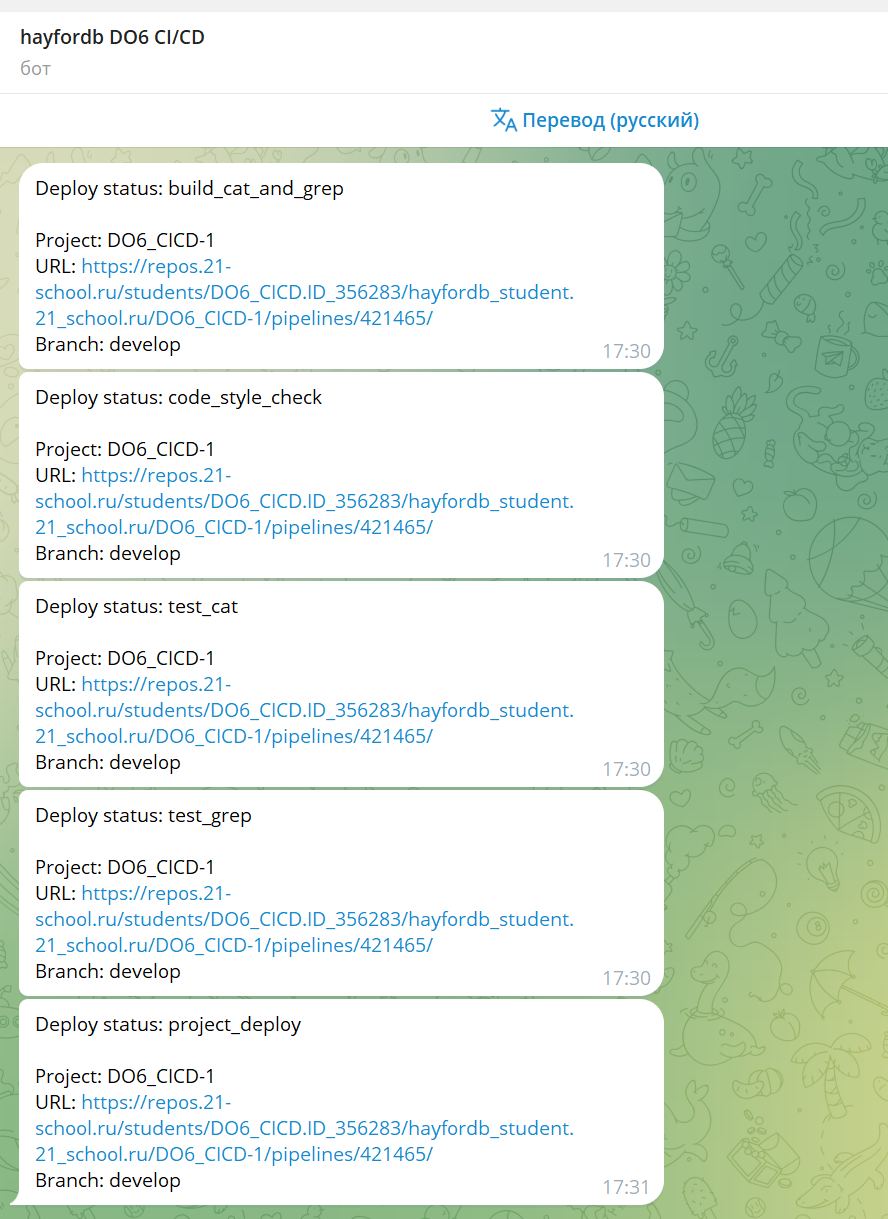 hayfordb DO6 CI/CD
бот
Перевод (русский)
Deploy status: build_cat_and_grep
Project: DO6_CICD-1
URL: https://repos.21-
school.ru/students/DO6_CICD.ID_356283/hayfordb_student.
21_school.ru/DO6_CICD-1/pipelines/421465/
Branch: develop
17:30
Deploy status: code_style_check
Project: DO6_CICD-1
URL: https://repos.21-
school.ru/students/DO6_CICD.ID_356283/hayfordb_student.
21_school.ru/DO6_CICD-1/pipelines/421465/
Branch: develop
17:30
Deploy status: test_cat
Project: DO6_CICD-1
URL: https://repos.21-
school.ru/students/DO6_CICD.ID_356283/hayfordb_student.
21_school.ru/DO6_CICD-1/pipelines/421465/
Branch: develop
17:30
Deploy status: test_grep
Project: DO6_CICD-1
URL: https://repos.21-
school.ru/students/DO6_CICD.ID_356283/hayfordb_student.
21_school.ru/DO6_CICD-1/pipelines/421465/
Branch: develop
17:30
Deploy status: project_deploy
Project: DO6_CICD-1
URL: https://repos.21-
school.ru/students/DO6_CICD.ID_356283/hayfordb_student.
21_school.ru/DO6_CICD-1/pipelines/421465/
Branch: develop
17:31